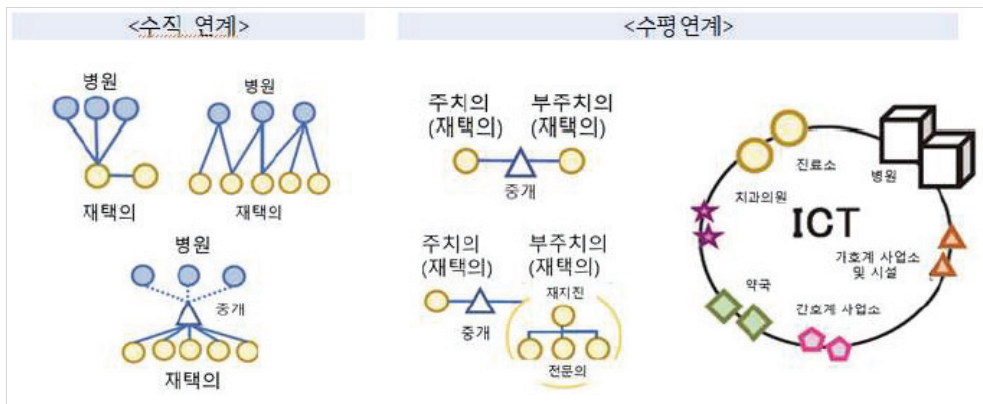 <수직 연계>
병원
재택의
병원
재택의
병원
중개
재택의
<수평연계>
주치의
(재택의)
부주치의
(재택의)
중개
주치의
(재택의)
부주치의
(재택의)
중개
재지진
전문의
진료소
병원
치과의원
ICT
가호계 사업소
및 시설
약국
간호계 사업소